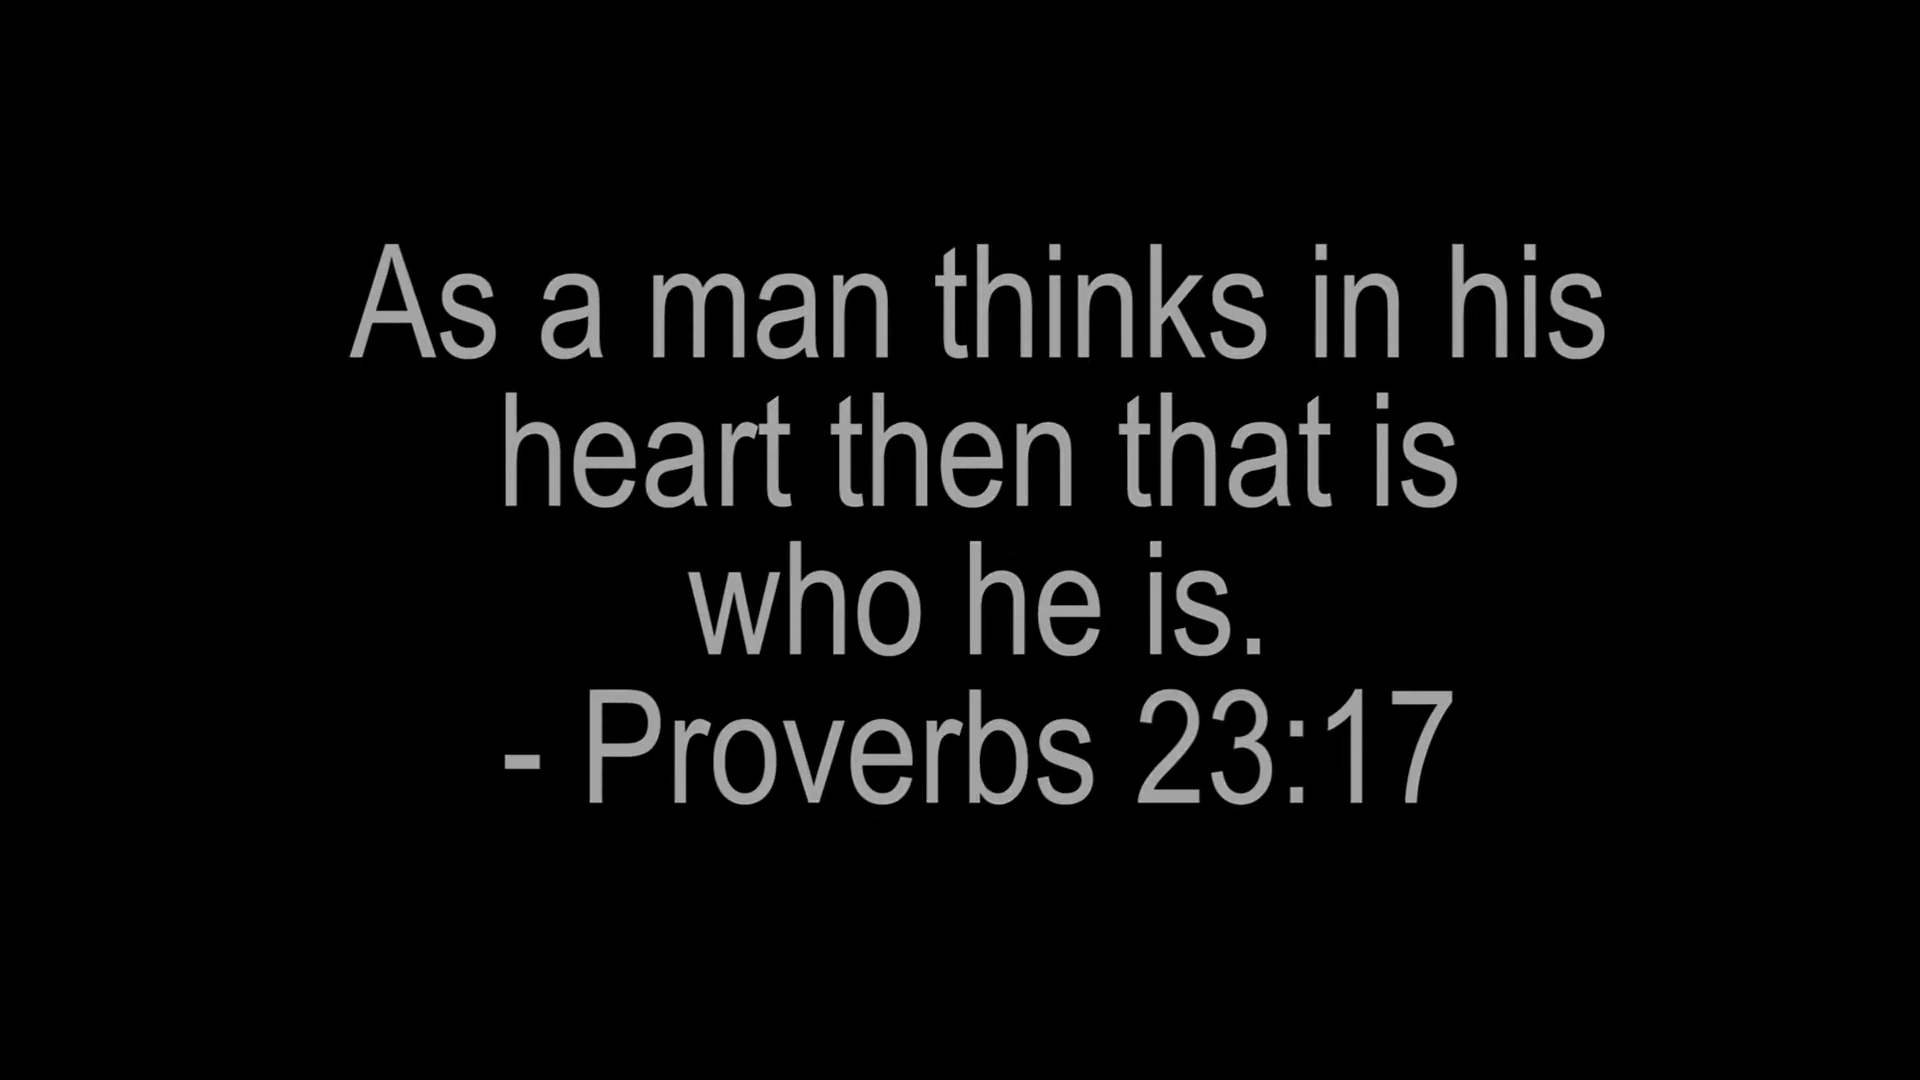 As a man thinks in his
heart then that is
who he is.
- Proverbs 23:17